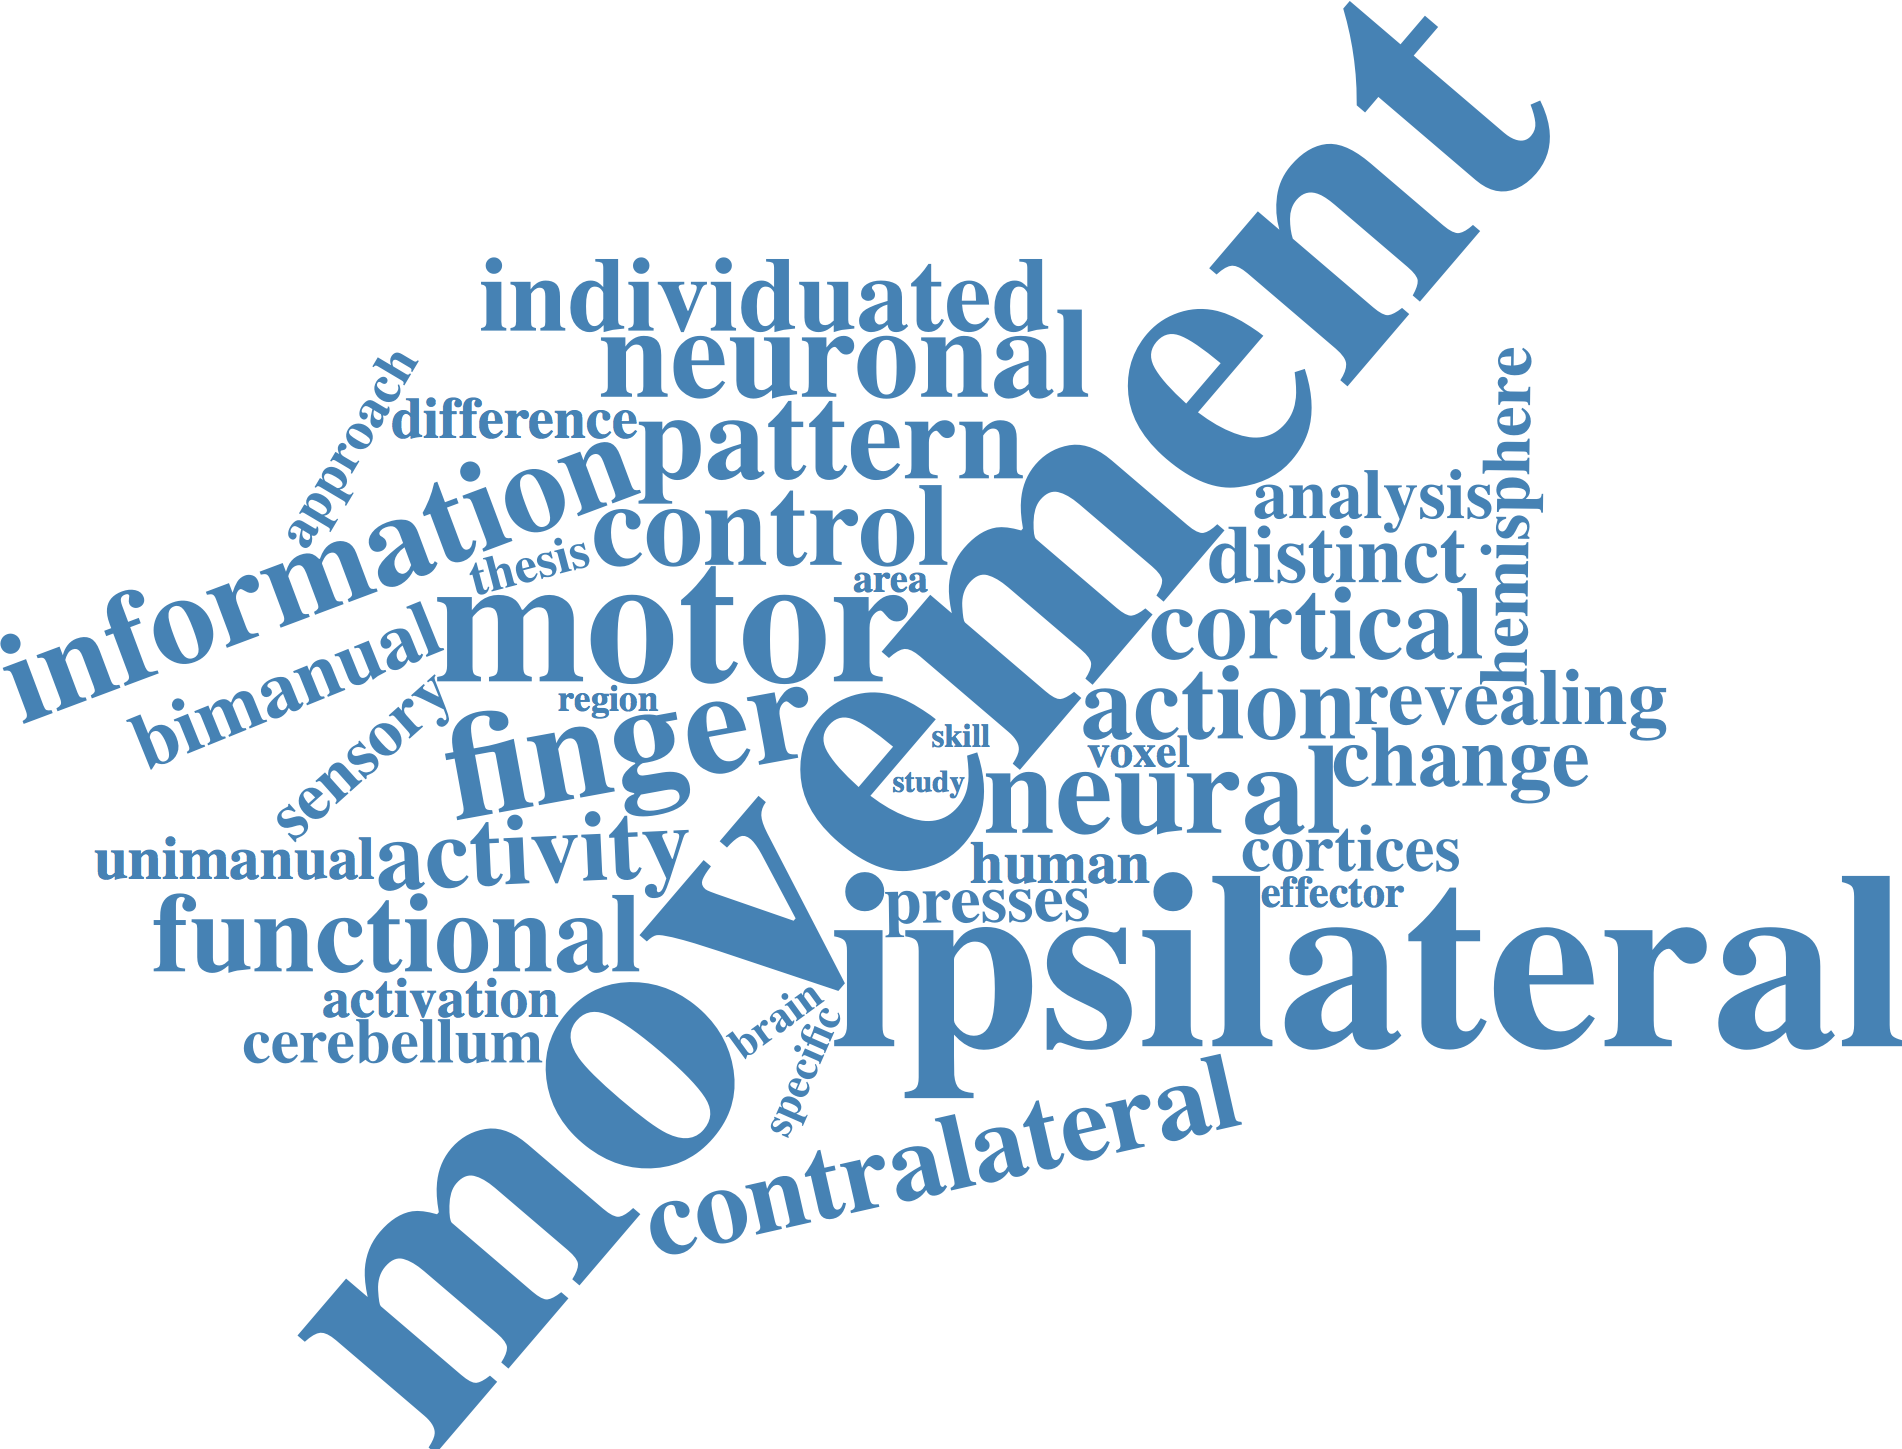 movement
individuated
neuronal
approach
difference
pattern
hemisphere
information
analysis
control
distinct
thesis
area
motor
cortical
bimanual
region
action
revealing
sensory
finger
skill
voxel
change
study
neural
unimanual
activity
human
cortices
presses
effector
functional
ipsilateral
activation
brain
cerebellum
specific
contralateral